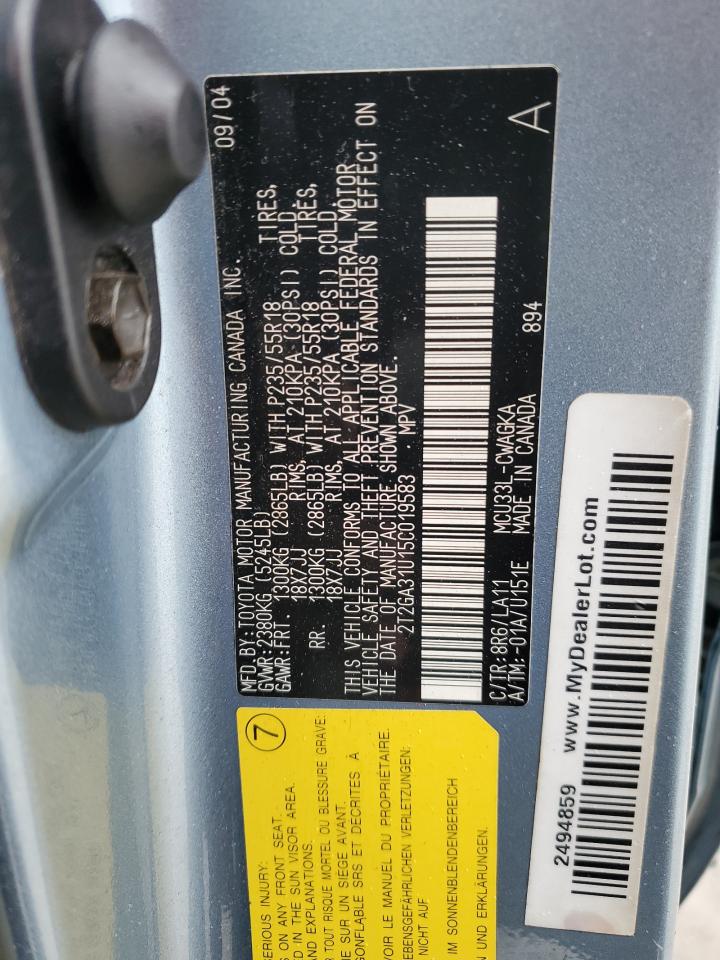 MFD. BY: TOYOTA MOTOR MANUFACTURING CANADA INC. 09/04
GVWR: 2380KG (5245LB)
GAWR: FRT. 1300KG (2865LB) WITH P235/55R18 TIRES,
18X7JJ RIMS, AT 210KPA (30PSI) COLD
RR. 1300KG (2865LB) WITH P235/55R18 TIRES,
18X7JJ RIMS, AT 210KPA (30PSI) COLD.
THIS VEHICLE CONFORMS TO ALL APPLICABLE FEDERAL MOTOR
VEHICLE SAFETY AND THEFT PREVENTION STANDARDS IN EFFECT ON
THE DATE OF MANUFACTURE SHOWN ABOVE.
2T2GA31U15C019583 . MPV
C/TR: 8R6/LA11 MCU33L-CWAGKA
A/TM: -01A/U151E MADE IN CANADA 894 A
2494859 www.MyDealerLot.com
7
SERIOUS INJURY:
ON ANY FRONT SEAT.
IN THE SUN VISOR AREA.
AND EXPLANATIONS.
TOUT RISQUE MORTEL OU BLESSURE GRAVE:
SUR UN SIEGE AVANT.
GONFLABLE SRS ET DECRITES À
VOIR LE MANUEL DU PROPRIÉTAIRE.
LEBENSGEFÄHRLICHEN VERLETZUNGEN:
NICHT AUF
IM SONNENBLENDENBEREICH
UND ERKLÄRUNGEN.